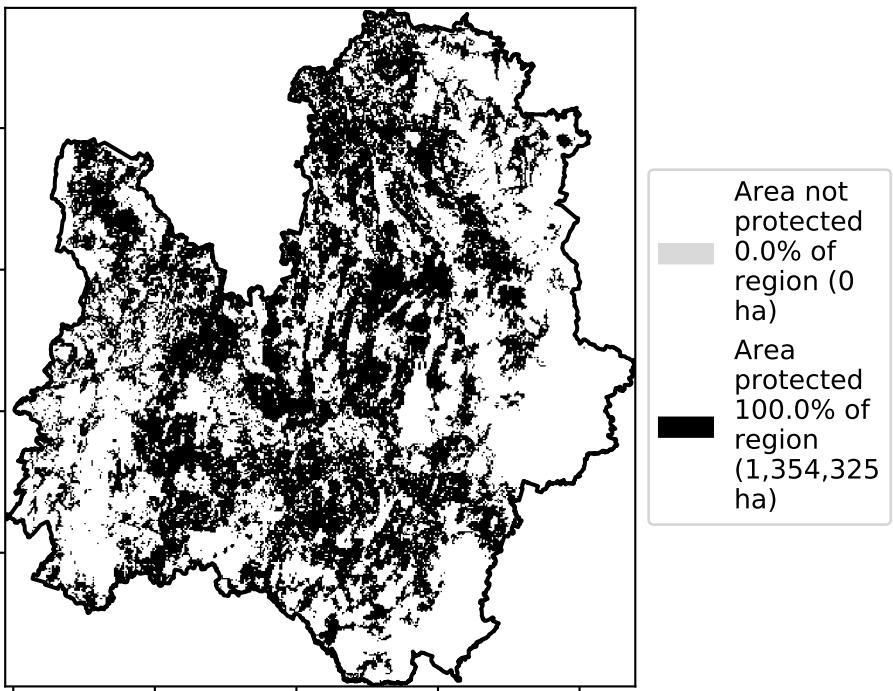 Area not
protected
0.0% of
region (0
ha)
Area
protected
100.0% of
region
(1,354,325
ha)